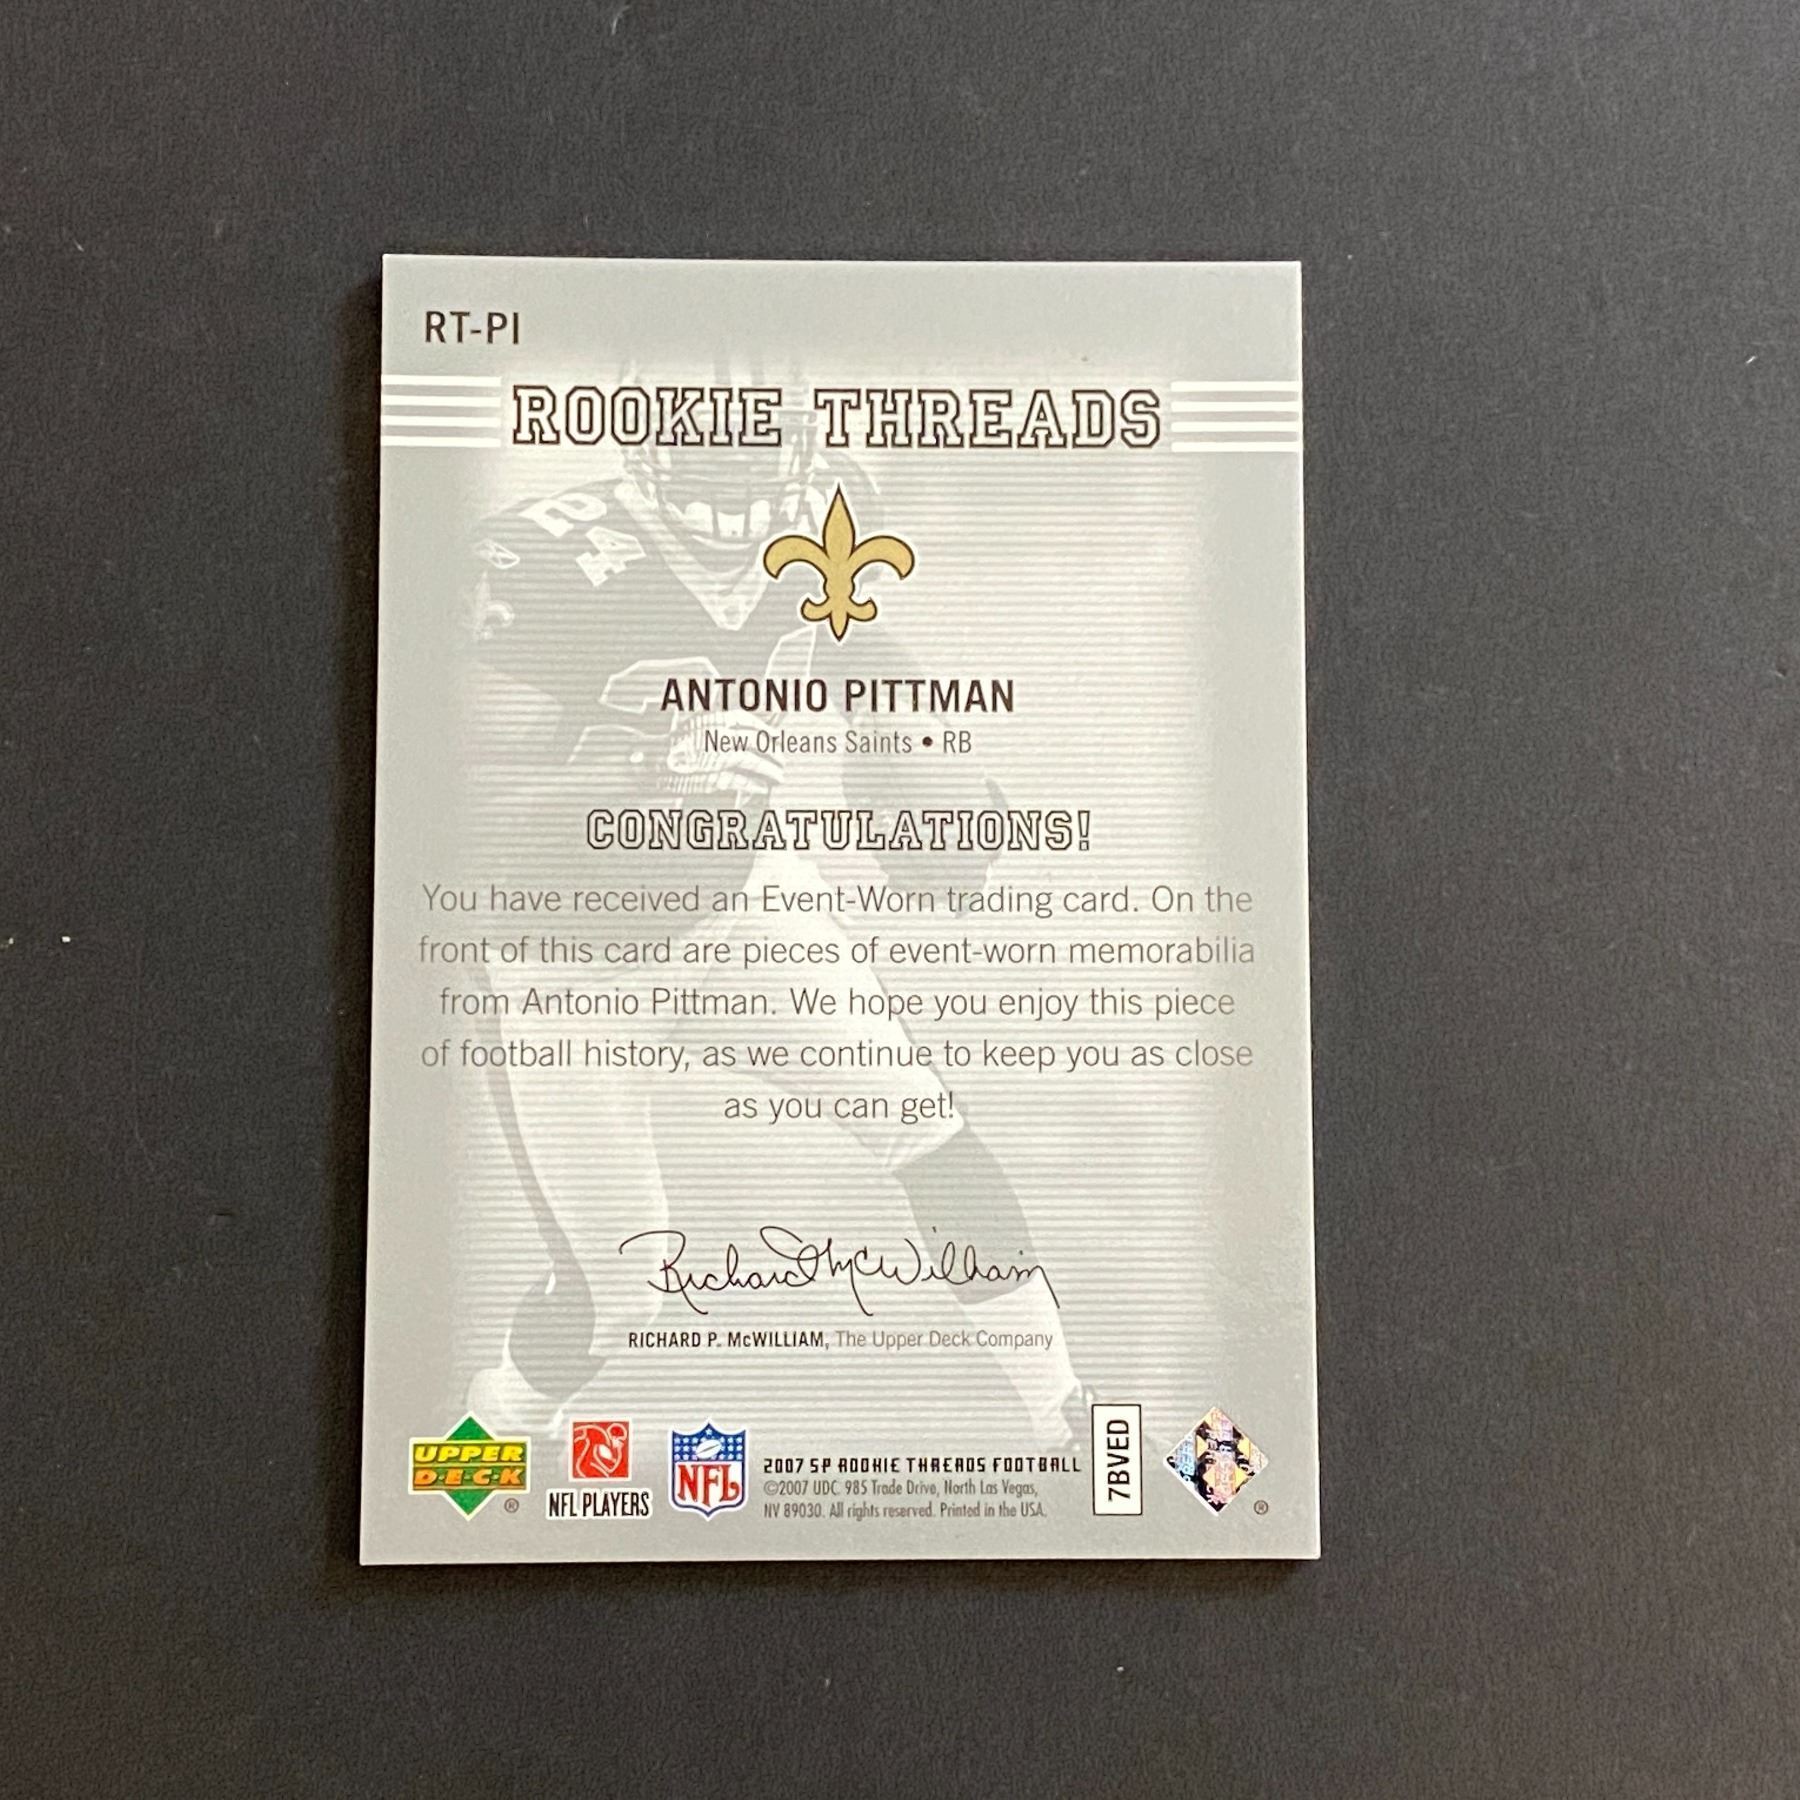 RT-PI
ROOKIE THREADS
24
ANTONIO PITTMAN
New Orleans Saints • RB
CONGRATULATIONS!
You have received an Event-Worn trading card. On the
front of this card are pieces of event-worn memorabilia
from Antonio Pittman. We hope you enjoy this piece
of football history, as we continue to keep you as close
as you can get!
Richard McWilliam
RICHARD P. McWILLIAM, The Upper Deck Company
UPPER
DECK
®
NFL PLAYERS
NFL
2007 SP ROOKIE THREADS FOOTBALL
©2007 UDC. 985 Trade Drive, North Las Vegas,
NV 89030. All rights reserved. Printed in the USA.
7BVED
®